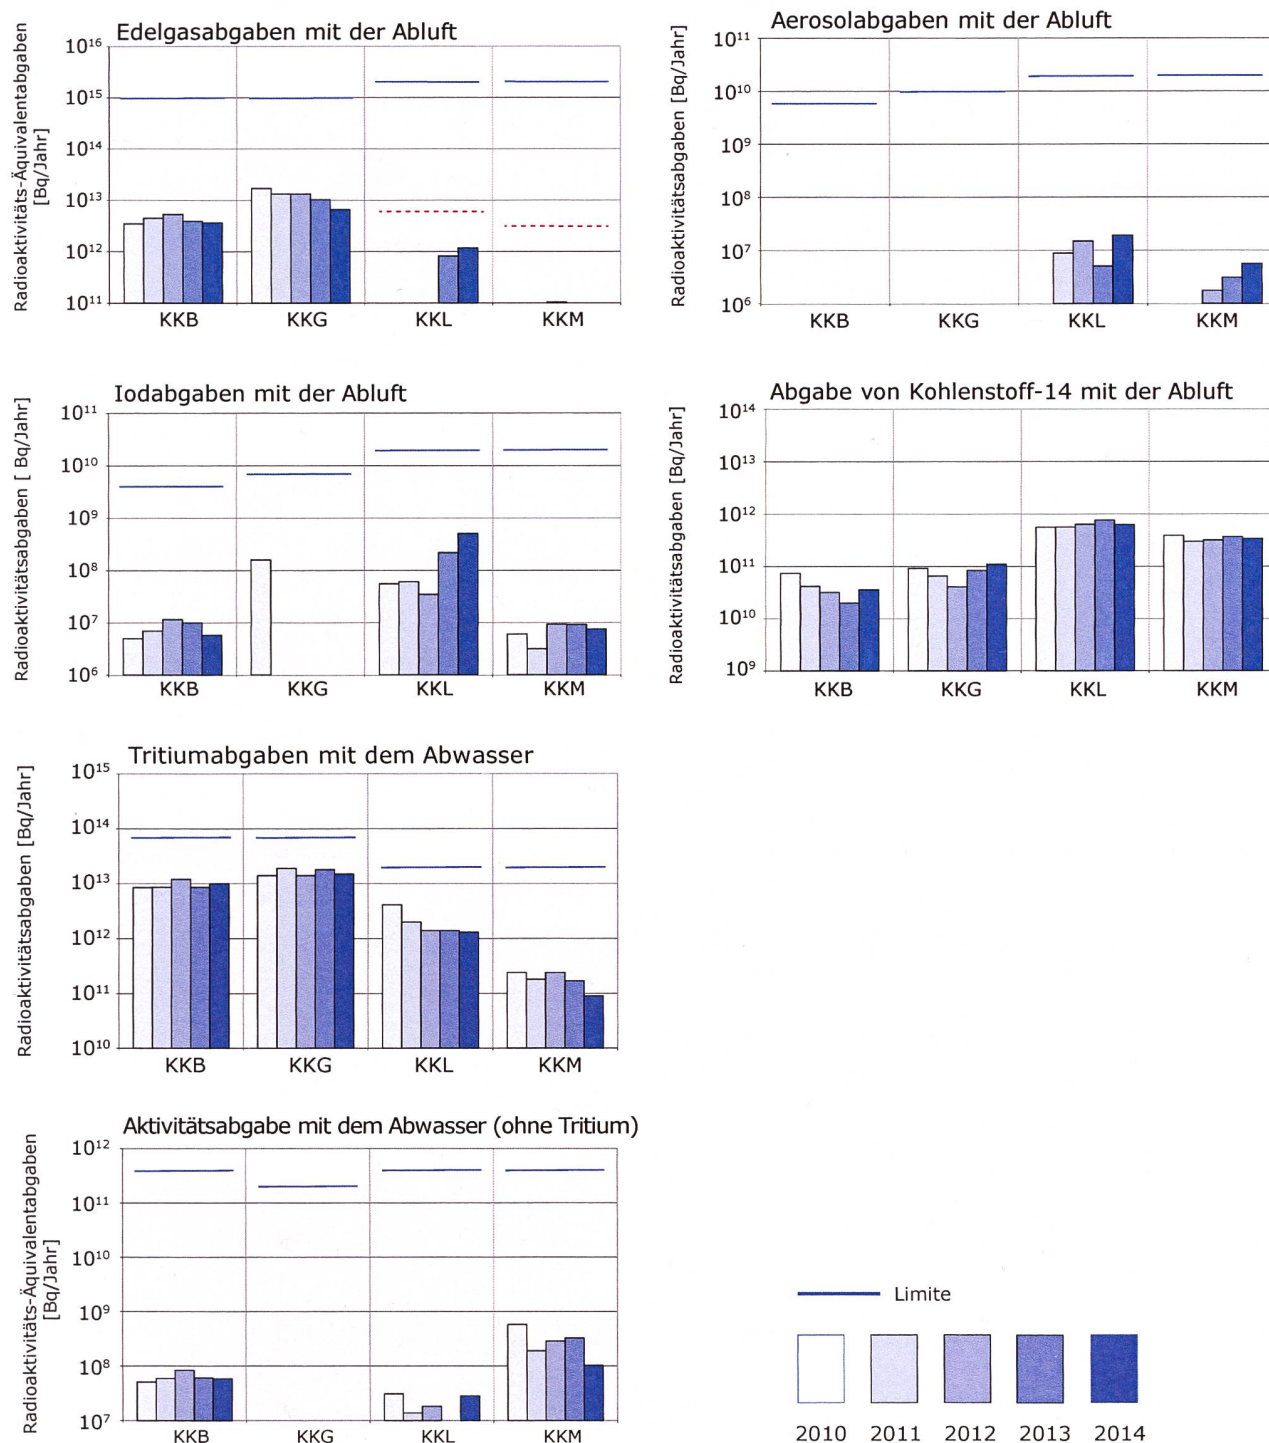 Edelgasabgaben mit der Abluft
Radioaktivitäts-Äquivalentabgaben
[Bq/Jahr]
10¹⁶
10¹⁵
10¹⁴
10¹³
10¹²
10¹¹
KKB KKG KKL KKM
Aerosolabgaben mit der Abluft
Radioaktivitätsabgaben [Bq/Jahr]
10¹¹
10¹⁰
10⁹
10⁸
10⁷
10⁶
KKB KKG KKL KKM
Iodabgaben mit der Abluft
Radioaktivitätsabgaben [ Bq/Jahr]
10¹¹
10¹⁰
10⁹
10⁸
10⁷
10⁶
KKB KKG KKL KKM
Abgabe von Kohlenstoff-14 mit der Abluft
Radioaktivitätsabgaben [Bq/Jahr]
10¹⁴
10¹³
10¹²
10¹¹
10¹⁰
10⁹
KKB KKG KKL KKM
Tritiumabgaben mit dem Abwasser
Radioaktivitätsabgaben [Bq/Jahr]
10¹⁵
10¹⁴
10¹³
10¹²
10¹¹
10¹⁰
KKB KKG KKL KKM
Aktivitätsabgabe mit dem Abwasser (ohne Tritium)
Radioaktivitäts-Äquivalentabgaben
[Bq/Jahr]
10¹²
10¹¹
10¹⁰
10⁹
10⁸
10⁷
KKB KKG KKL KKM
Limite
2010 2011 2012 2013 2014